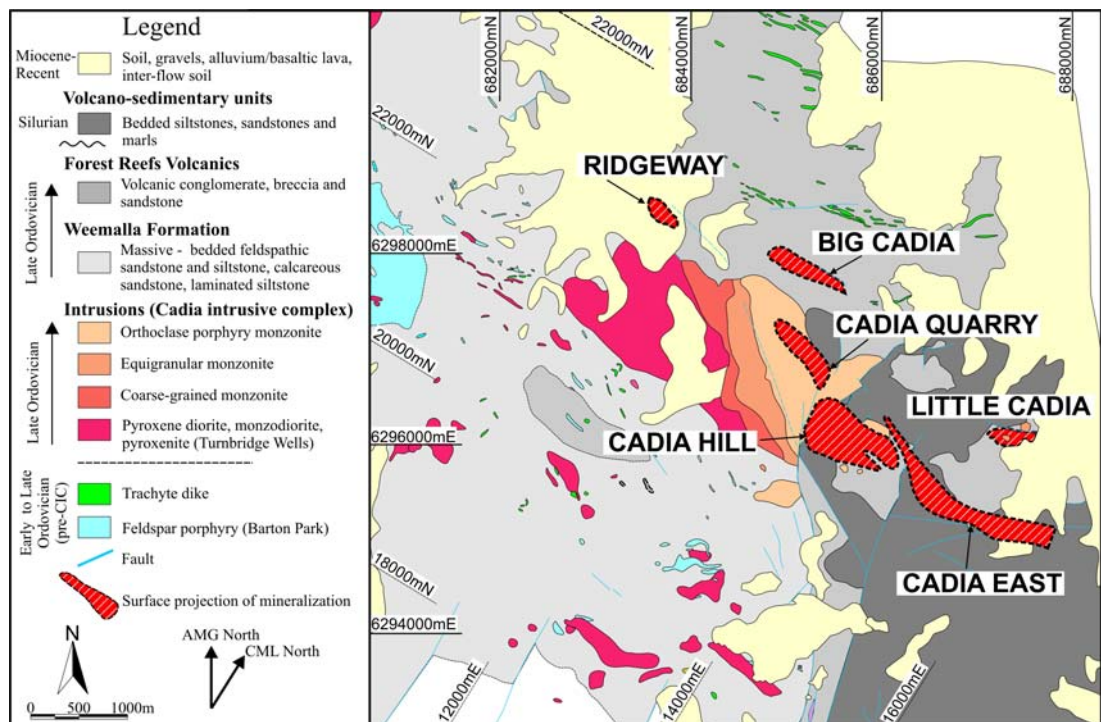 Legend
Miocene-
Recent
Soil, gravels, alluvium/basaltic lava,
inter-flow soil
Volcano-sedimentary units
Silurian
Bedded siltstones, sandstones and
marls
Forest Reefs Volcanics
Volcanic conglomerate, breccia and
sandstone
Weemalla Formation
Massive - bedded feldspathic
sandstone and siltstone, calcareous
sandstone, laminated siltstone
Late Ordovician
Intrusions (Cadia intrusive complex)
Orthoclase porphyry monzonite
Equigranular monzonite
Coarse-grained monzonite
Pyroxene diorite, monzodiorite,
pyroxenite (Turnbridge Wells)
Late Ordovician
Early to Late
Ordovician
(pre-CIC)
Trachyte dike
Feldspar porphyry (Barton Park)
Fault
Surface projection of mineralization
N
AMG North
CML North
0 500 1000m
22000mN
682000mN
684000mN
686000mN
688000mN
22000mN
RIDGEWAY
BIG CADIA
6298000mE
CADIA QUARRY
20000mN
LITTLE CADIA
CADIA HILL
6296000mE
18000mN
CADIA EAST
6294000mE
12000mE
14000mE
16000mE